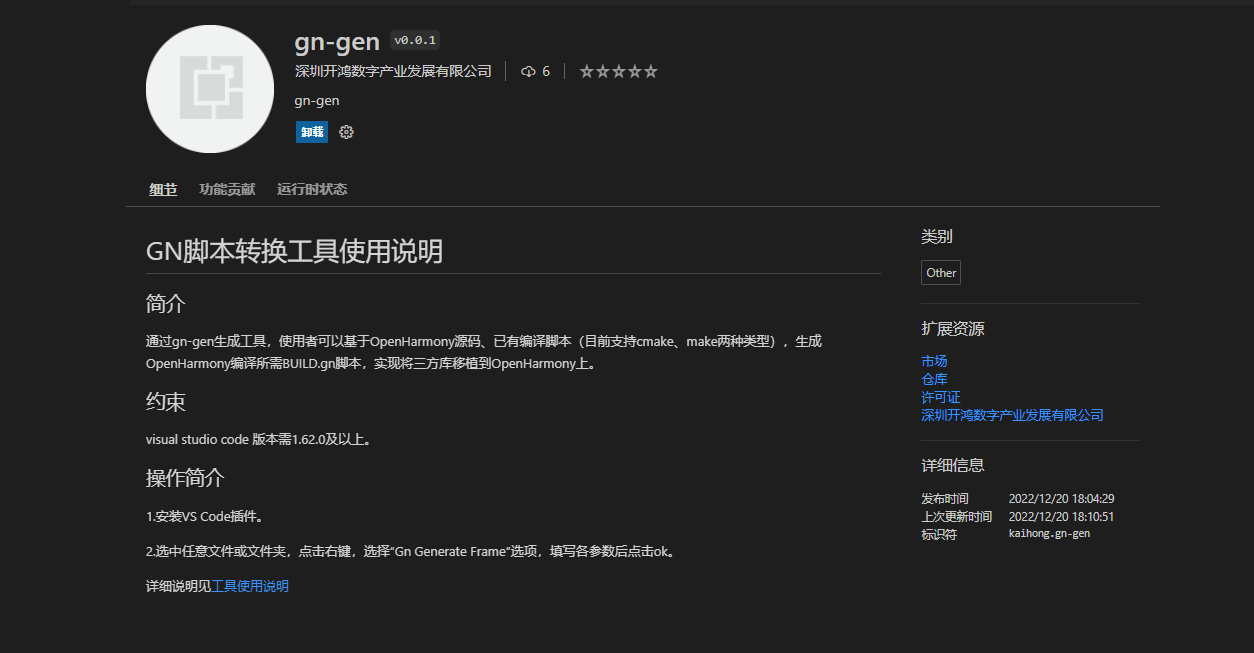 gn-gen v0.0.1
深圳开鸿数字产业发展有限公司 6
gn-gen
卸载
细节 功能贡献 运行时状态
GN脚本转换工具使用说明
简介
通过gn-gen生成工具，使用者可以基于OpenHarmony源码、已有编译脚本（目前支持cmake、make两种类型），生成
OpenHarmony编译所需BUILD.gn脚本，实现将三方库移植到OpenHarmony上。
约束
visual studio code 版本需1.62.0及以上。
操作简介
1.安装VS Code插件。
2.选中任意文件或文件夹，点击右键，选择“Gn Generate Frame”选项，填写各参数后点击ok。
详细说明见工具使用说明
类别
Other
扩展资源
市场
仓库
许可证
深圳开鸿数字产业发展有限公司
详细信息
发布时间 2022/12/20 18:04:29
上次更新时间 2022/12/20 18:10:51
标识符 kaihong.gn-gen